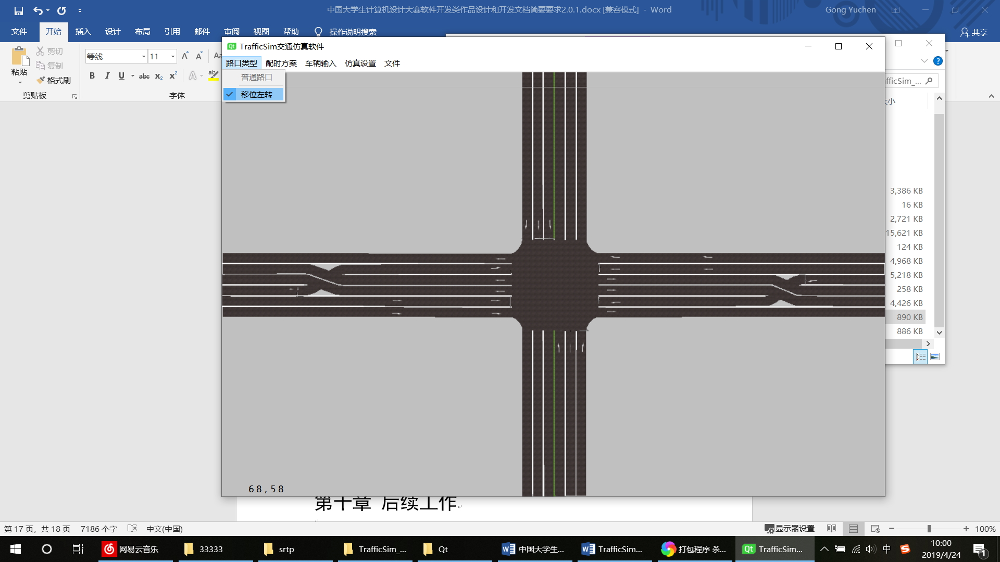 中国大学生计算机设计大赛软件开发类作品设计和开发文档简要要求2.0.1.docx [兼容模式] - Word
Gong Yuchen
文件 开始 插入 设计 布局 引用 邮件 审阅 视图 帮助 操作说明搜索
共享
粘贴
剪切
复制
格式刷
剪贴板
等线 11
字体
TrafficSim交通仿真软件
路口类型 配时方案 车辆输入 仿真设置 文件
普通路口
移位左转
6.8 , 5.8
3,386 KB
16 KB
2,721 KB
15,621 KB
124 KB
4,968 KB
5,218 KB
258 KB
4,426 KB
890 KB
886 KB
第十章 后续工作
第 17 页，共 18 页 7186 个字 中文(中国)
显示器设置
100%
网易云音乐 33333 srtp TrafficSim_... Qt 中国大学生... TrafficSim... 打包程序 杀... TrafficSim...
中
10:00
2019/4/24
1